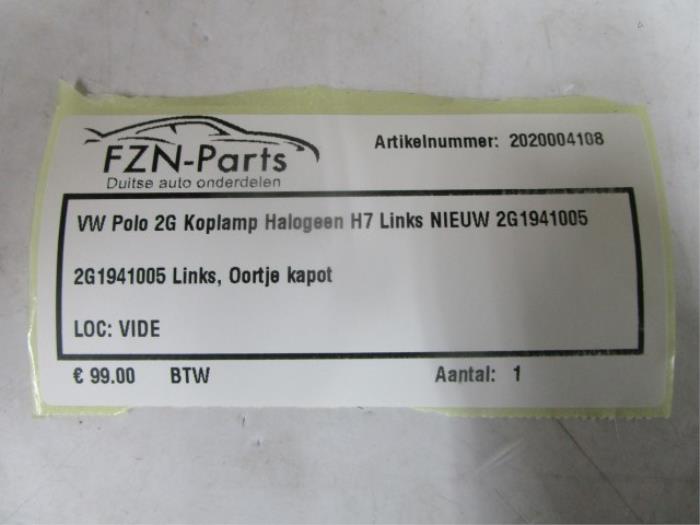 FZN-Parts
Duitse auto onderdelen
Artikelnummer: 2020004108
VW Polo 2G Koplamp Halogeen H7 Links NIEUW 2G1941005
2G1941005 Links, Oortje kapot
LOC: VIDE
€ 99.00 BTW Aantal: 1